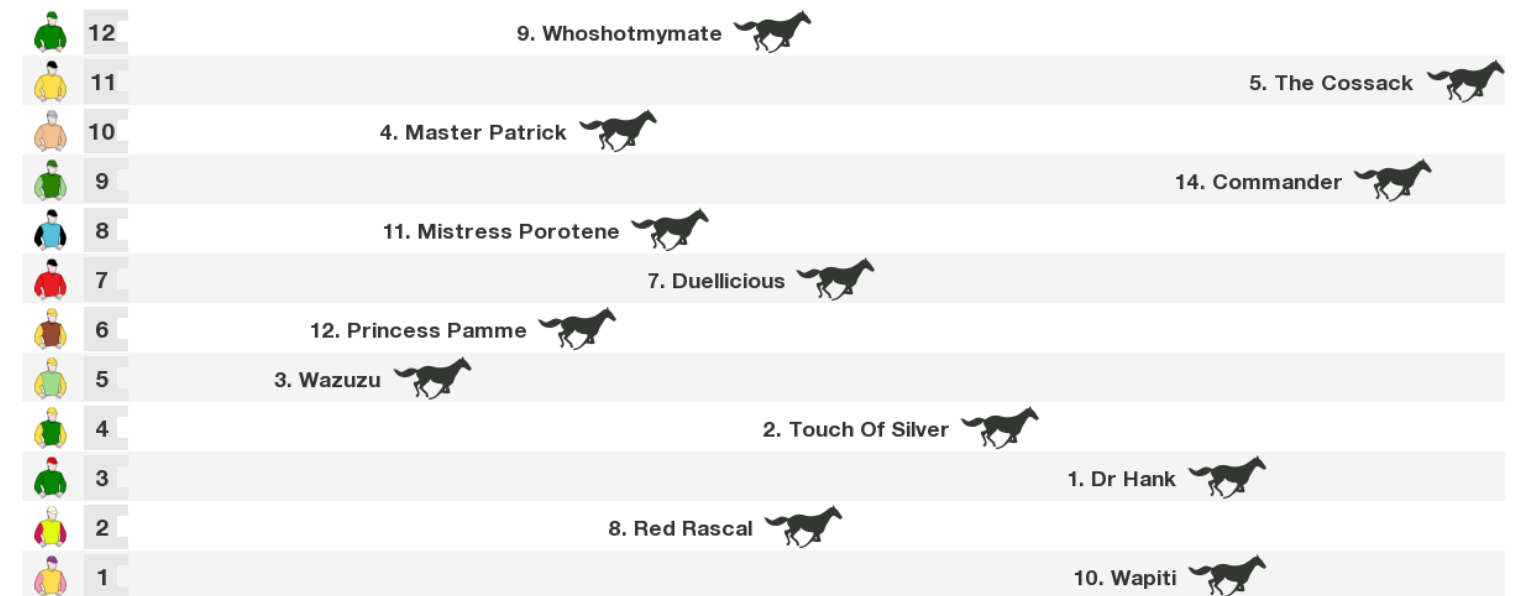 12 9. Whoshotmymate
11 5. The Cossack
10 4. Master Patrick
9 14. Commander
8 11. Mistress Porotene
7 7. Duellicious
6 12. Princess Pamme
5 3. Wazuzu
4 2. Touch Of Silver
3 1. Dr Hank
2 8. Red Rascal
1 10. Wapiti